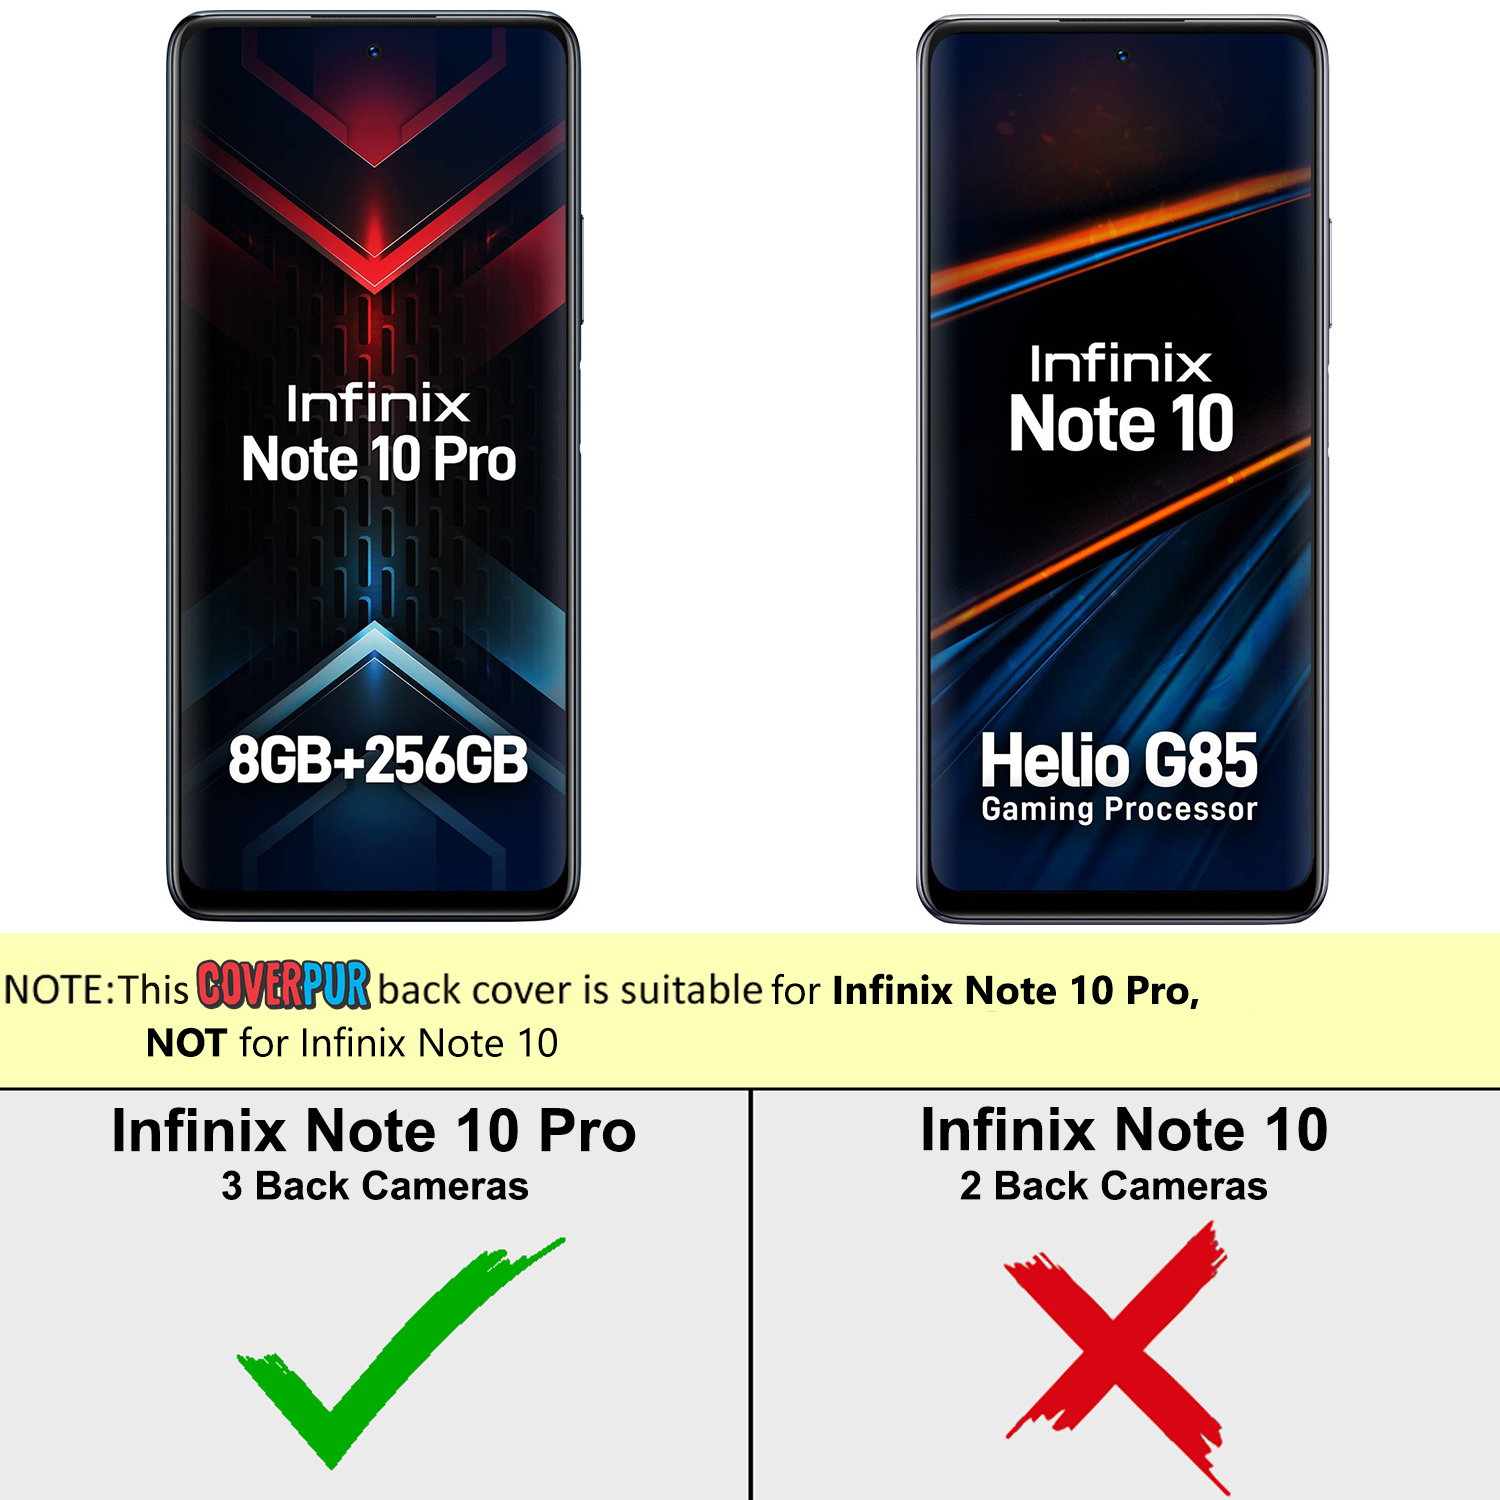 Infinix
Note 10 Pro
8GB+256GB
Infinix
Note 10
Helio G85
Gaming Processor
NOTE:This COVERPUR back cover is suitable for Infinix Note 10 Pro,
NOT for Infinix Note 10
Infinix Note 10 Pro
3 Back Cameras
Infinix Note 10
2 Back Cameras